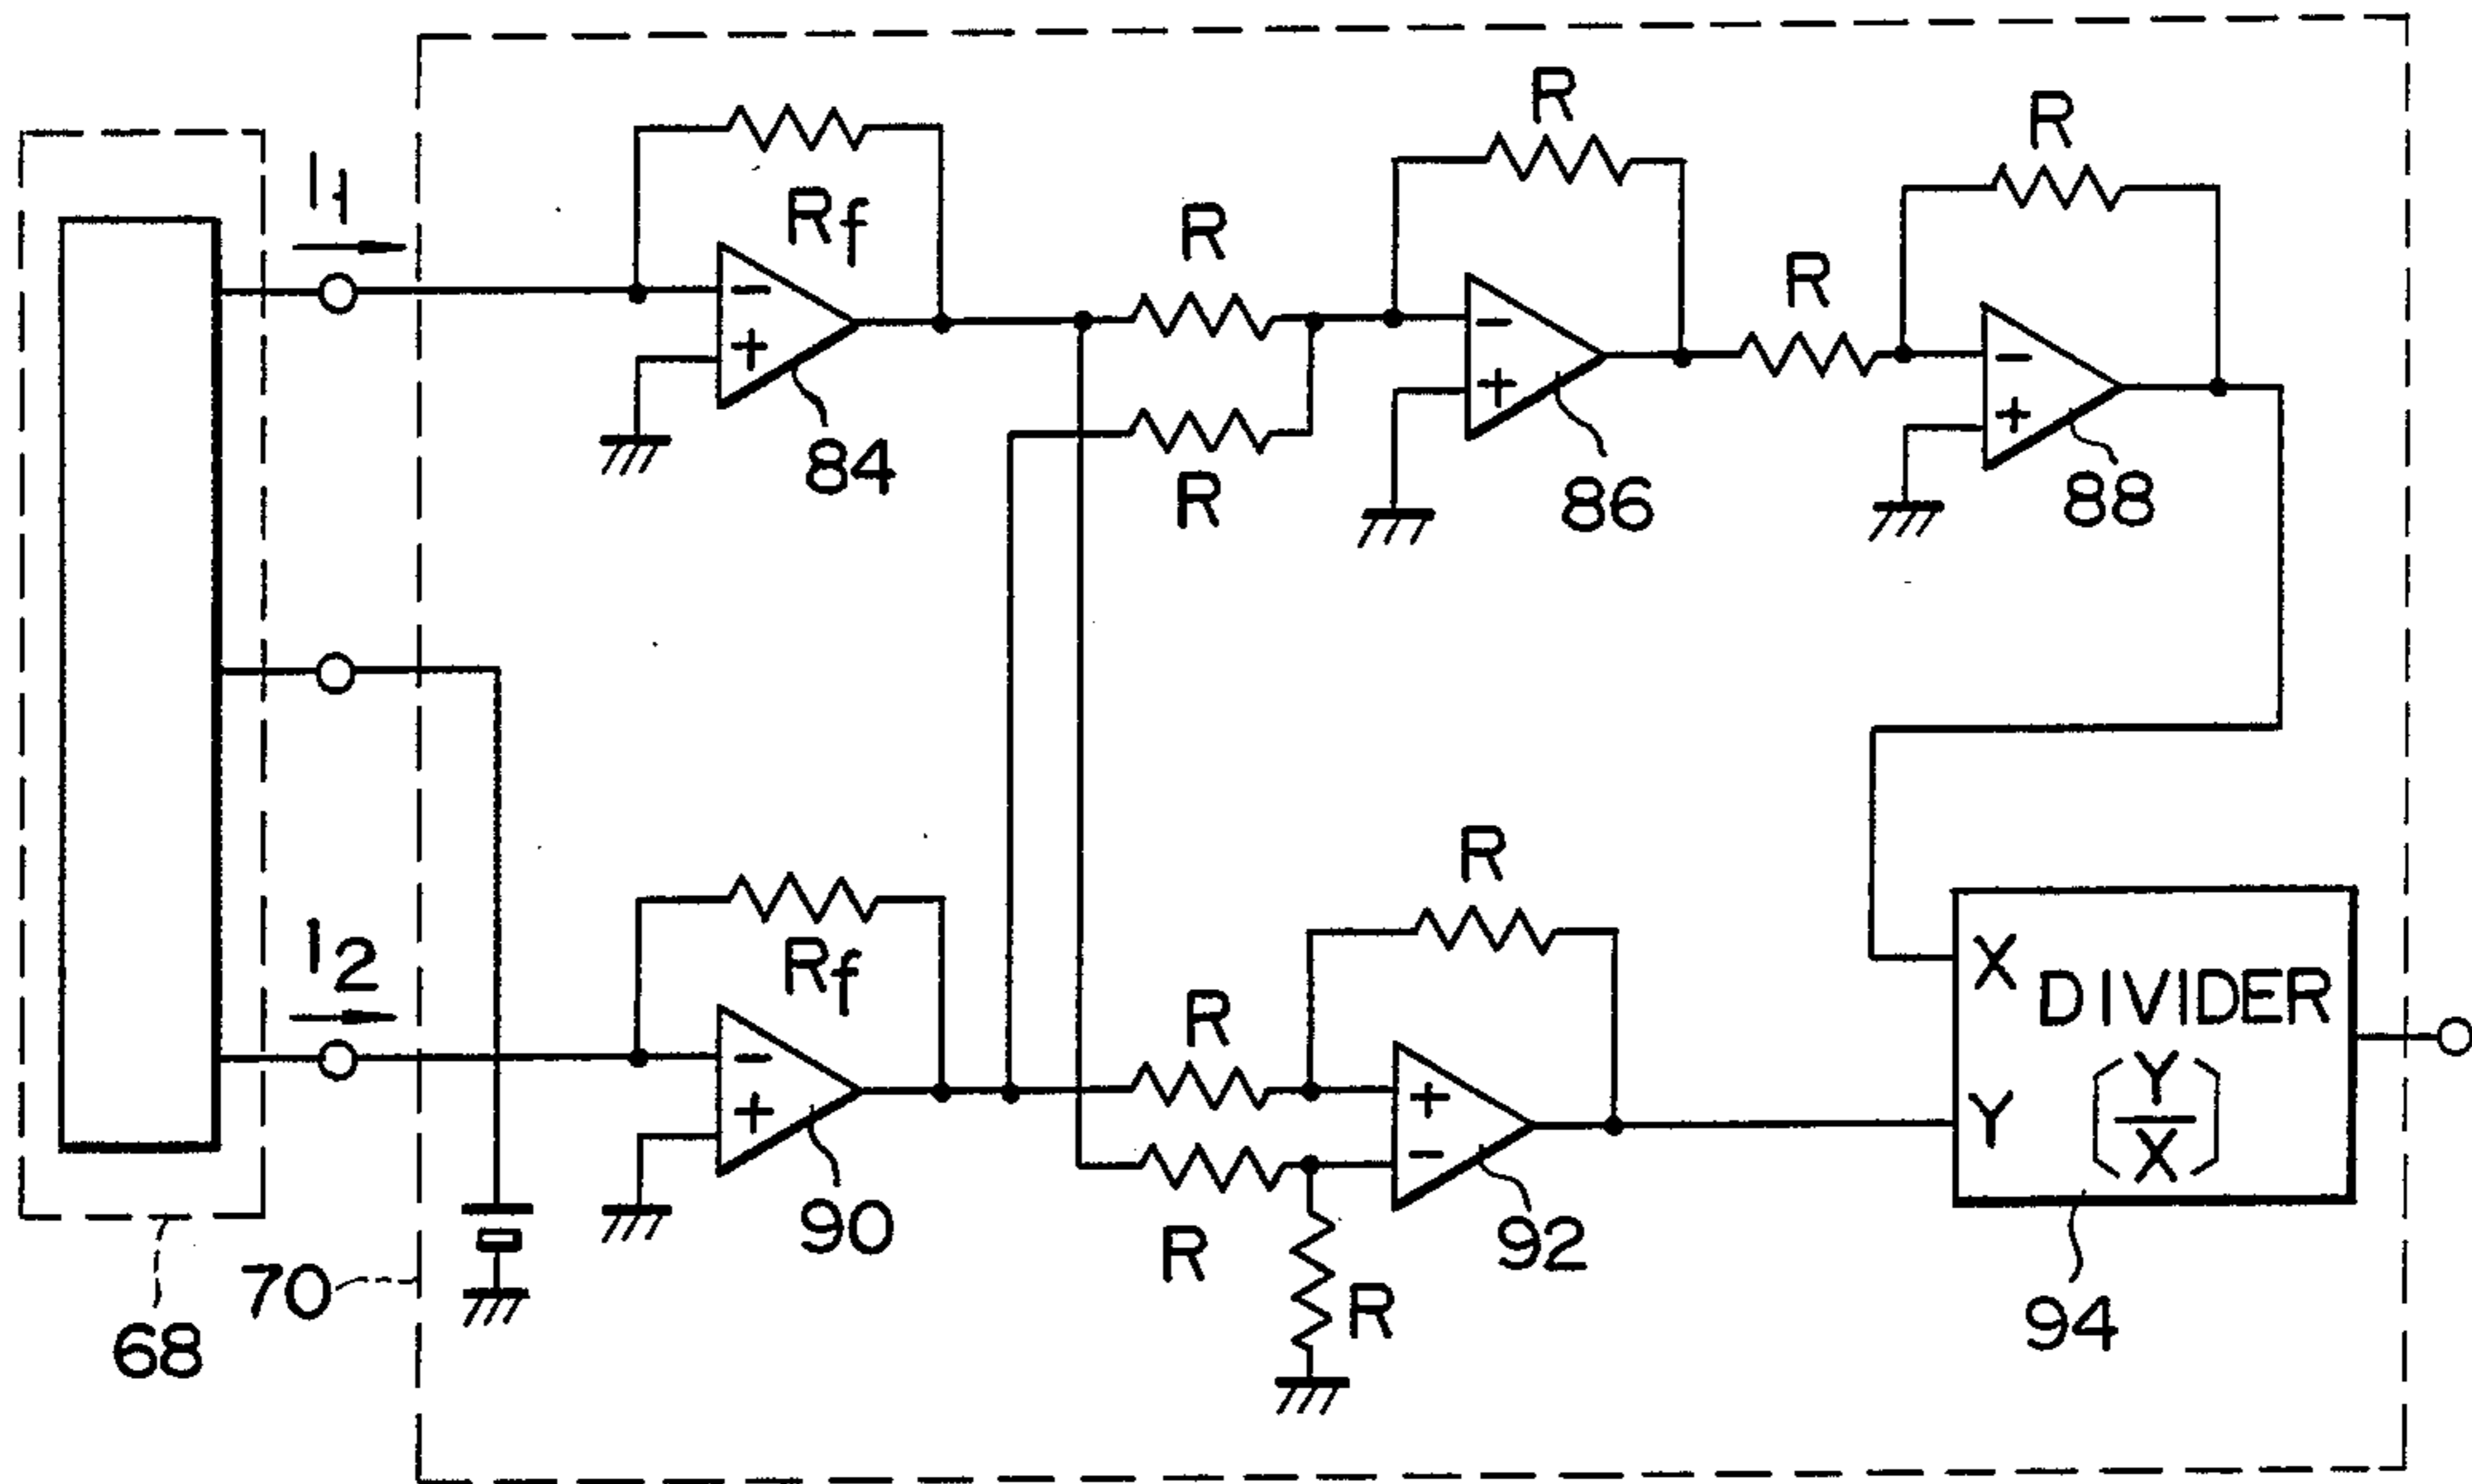 I1
Rf
R
R
R
R
R
84
86
88
I2
Rf
R
R
R
R
90
92
X
Y
DIVIDER
(Y/X)
94
70
68
- +
- +
- +
- +
+ -